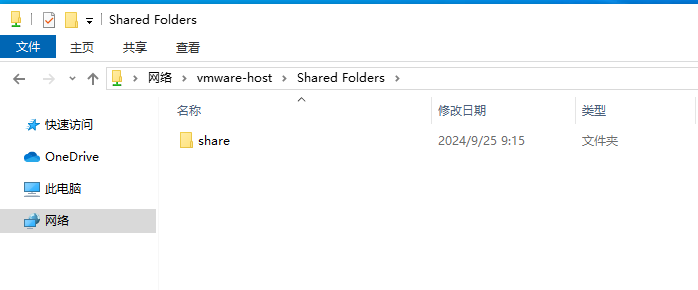 Shared Folders
文件 主页 共享 查看
网络 vmware-host Shared Folders
名称 修改日期 类型
快速访问
share 2024/9/25 9:15 文件夹
OneDrive
此电脑
网络